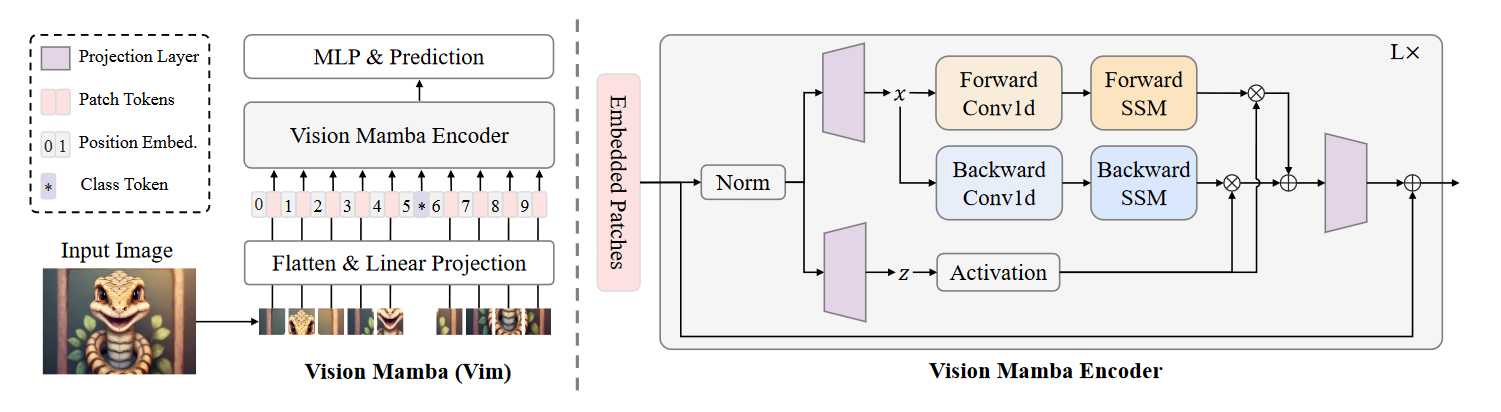 Projection Layer
Patch Tokens
0 1 Position Embed.
* Class Token
MLP & Prediction
Vision Mamba Encoder
0 1 2 3 4 5 * 6 7 8 9
Flatten & Linear Projection
Input Image
Vision Mamba (Vim)
Embedded Patches
L×
Norm
x
Forward
Conv1d
Forward
SSM
Backward
Conv1d
Backward
SSM
z
Activation
Vision Mamba Encoder